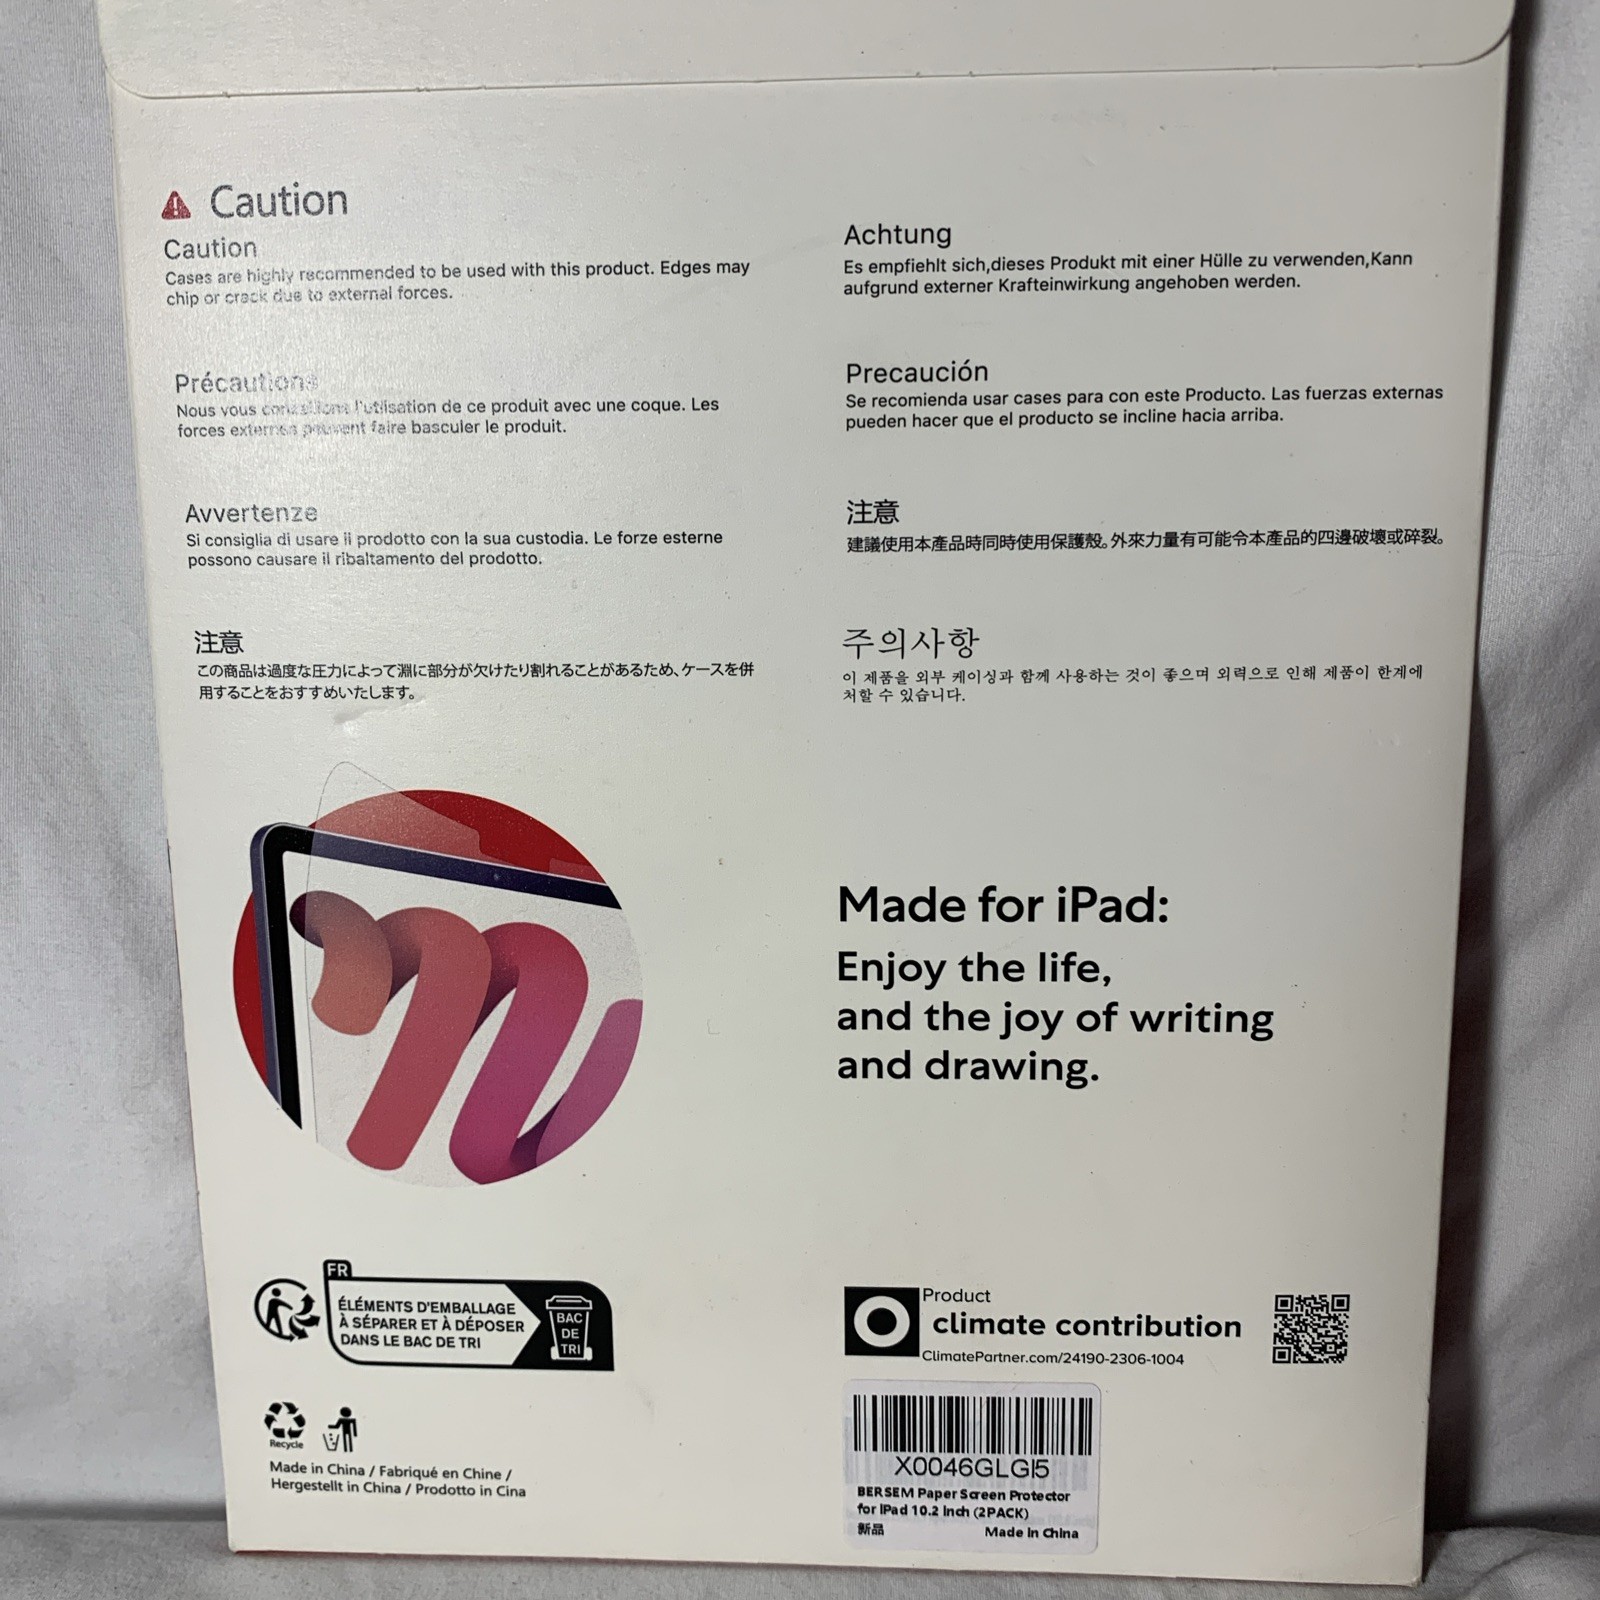 Caution
Caution
Cases are highly recommended to be used with this product. Edges may
chip or crack due to external forces.
Précautions
Nous vous conseillons l'utilisation de ce produit avec une coque. Les
forces externes peuvent faire basculer le produit.
Avvertenze
Si consiglia di usare il prodotto con la sua custodia. Le forze esterne
possono causare il ribaltamento del prodotto.
注意
この商品は過度な圧力によって淵に部分が欠けたり割れることがあるため、ケースを併
用することをおすすめいたします。
Achtung
Es empfiehlt sich,dieses Produkt mit einer Hülle zu verwenden,Kann
aufgrund externer Krafteinwirkung angehoben werden.
Precaución
Se recomienda usar cases para con este Producto. Las fuerzas externas
pueden hacer que el producto se incline hacia arriba.
注意
建議使用本產品時同時使用保護殼。外來力量有可能令本產品的四邊破壞或碎裂。
주의사항
이 제품을 외부 케이싱과 함께 사용하는 것이 좋으며 외력으로 인해 제품이 한계에
처할 수 있습니다.
Made for iPad:
Enjoy the life,
and the joy of writing
and drawing.
FR
ÉLÉMENTS D'EMBALLAGE
À SÉPARER ET À DÉPOSER
DANS LE BAC DE TRI
BAC
DE
TRI
Recycle
Made in China / Fabriqué en Chine /
Hergestellt in China / Prodotto in Cina
Product
climate contribution
ClimatePartner.com/24190-2306-1004
X0046GLGI5
BERSEM Paper Screen Protector
for iPad 10.2 Inch (2PACK)
新品
Made In China